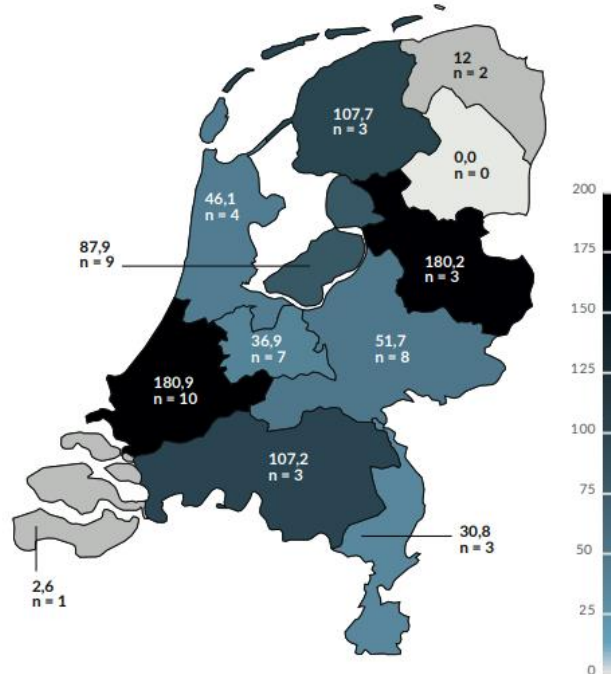 12
n = 2
107,7
n = 3
0,0
n = 0
46,1
n = 4
87,9
n = 9
180,2
n = 3
36,9
n = 7
51,7
n = 8
180,9
n = 10
107,2
n = 3
30,8
n = 3
2,6
n = 1
200
175
150
125
100
75
50
25
0